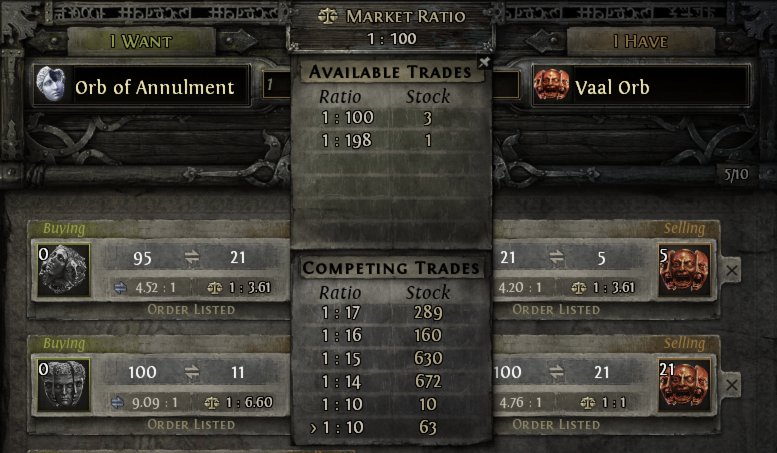 Market Ratio
1 : 100
I Want
I Have
Orb of Annulment
1
Vaal Orb
Available Trades
Ratio Stock
1 : 100 3
1 : 198 1
5/10
Buying
Selling
0 95 21
21 5 5
4.52 : 1 1 : 3.61
4.20 : 1 1 : 3.61
Order Listed
Order Listed
Competing Trades
Ratio Stock
1 : 17 289
1 : 16 160
1 : 15 630
1 : 14 672
1 : 10 10
> 1 : 10 63
Buying
Selling
0 100 11
100 21 21
9.09 : 1 1 : 6.60
4.76 : 1 1 : 1
Order Listed
Order Listed